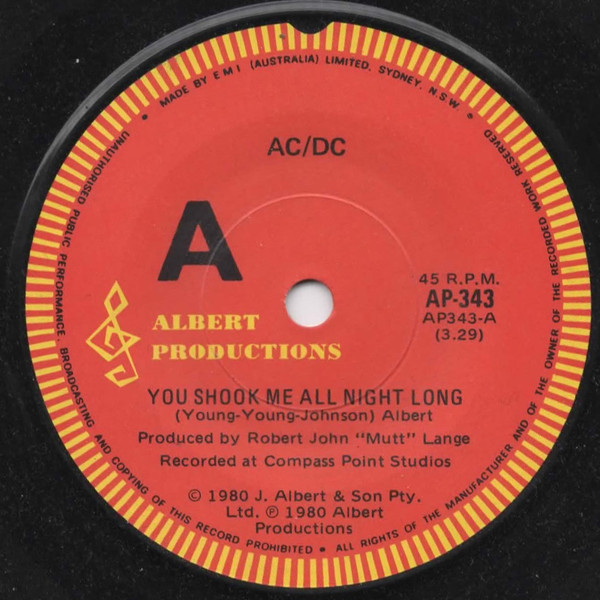 MADE BY EMI (AUSTRALIA) LIMITED. SYDNEY. N.S.W.
AC/DC
A
45 R.P.M.
AP-343
AP343-A
(3.29)
ALBERT
PRODUCTIONS
YOU SHOOK ME ALL NIGHT LONG
(Young-Young-Johnson) Albert
Produced by Robert John "Mutt" Lange
Recorded at Compass Point Studios
© 1980 J. Albert & Son Pty.
Ltd. ℗ 1980 Albert
Productions
UNAUTHORISED PUBLIC PERFORMANCE. BROADCASTING AND COPYING OF THIS RECORD PROHIBITED • ALL RIGHTS OF THE MANUFACTURER AND OF THE OWNER OF THE RECORDED WORK RESERVED